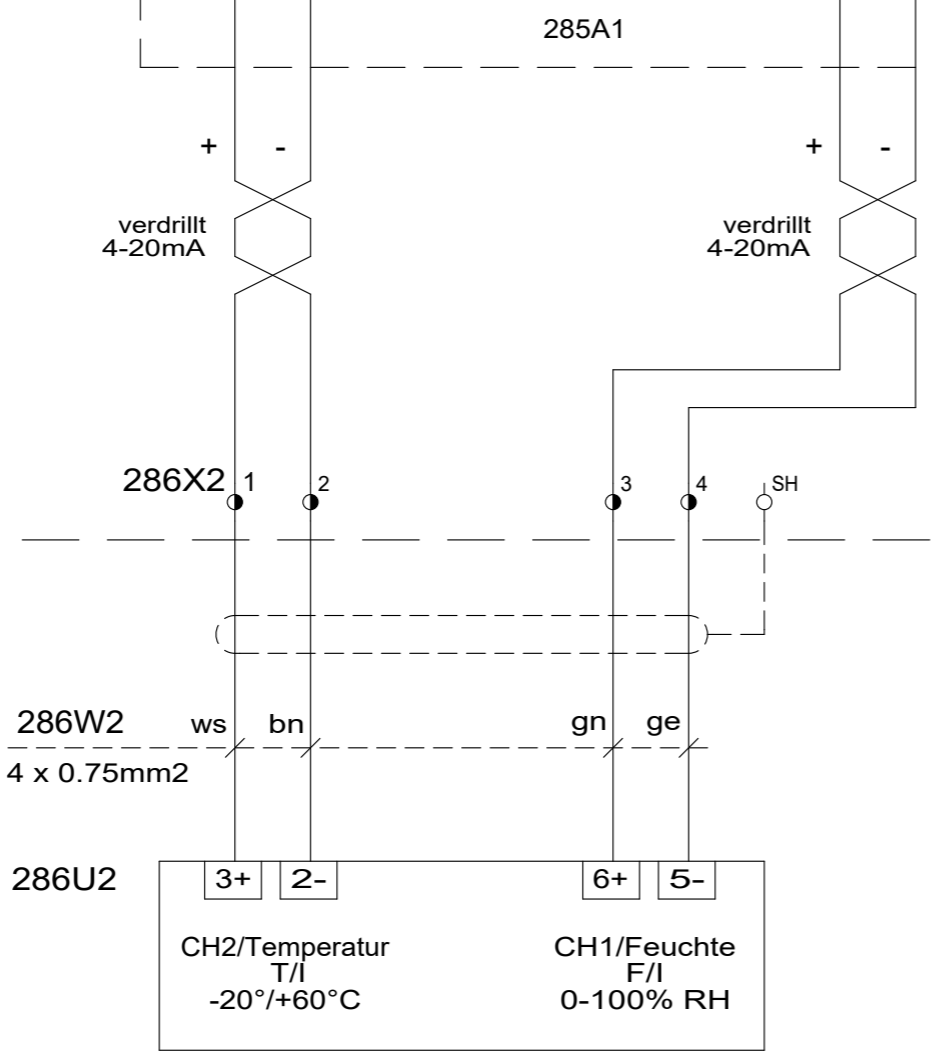 285A1
+ -
+ -
verdrillt
4-20mA
verdrillt
4-20mA
286X2 1 2 3 4 SH
286W2 ws bn gn ge
4 x 0.75mm2
286U2 3+ 2- 6+ 5-
CH2/Temperatur
T/I
-20°/+60°C
CH1/Feuchte
F/I
0-100% RH